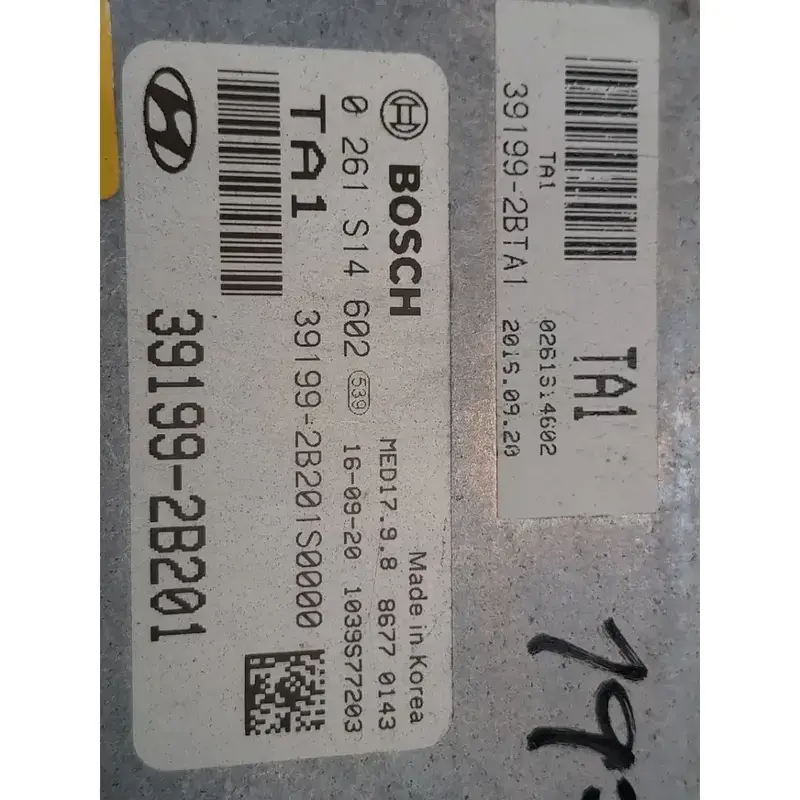 BOSCH
Made in Korea
0 261 S14 602 539
MED17.9.8 8677 0143
16-09-20 1039S77203
TA1
39199-2B201S0000
39199-2B201
TA1
TA1
39199-2BTA1
0261S14602
2016.09.20